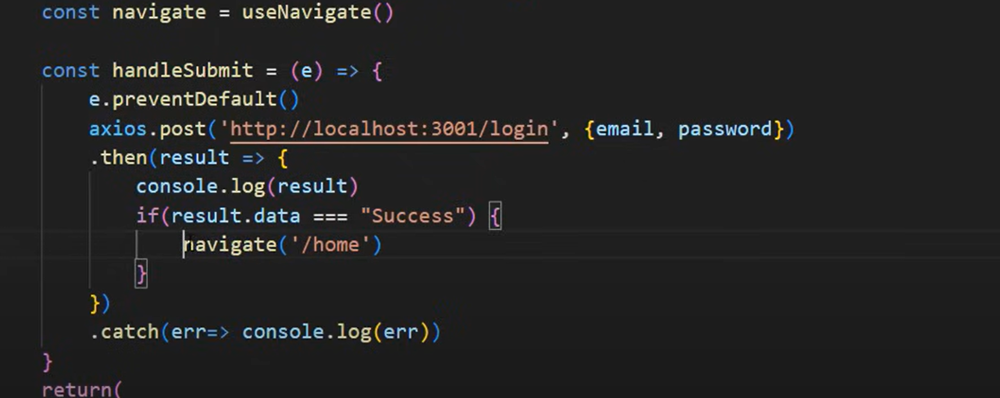 const navigate = useNavigate()
const handleSubmit = (e) => {
e.preventDefault()
axios.post('http://localhost:3001/login', {email, password})
.then(result => {
console.log(result)
if(result.data === "Success") {
navigate('/home')
}
})
.catch(err=> console.log(err))
}
return(